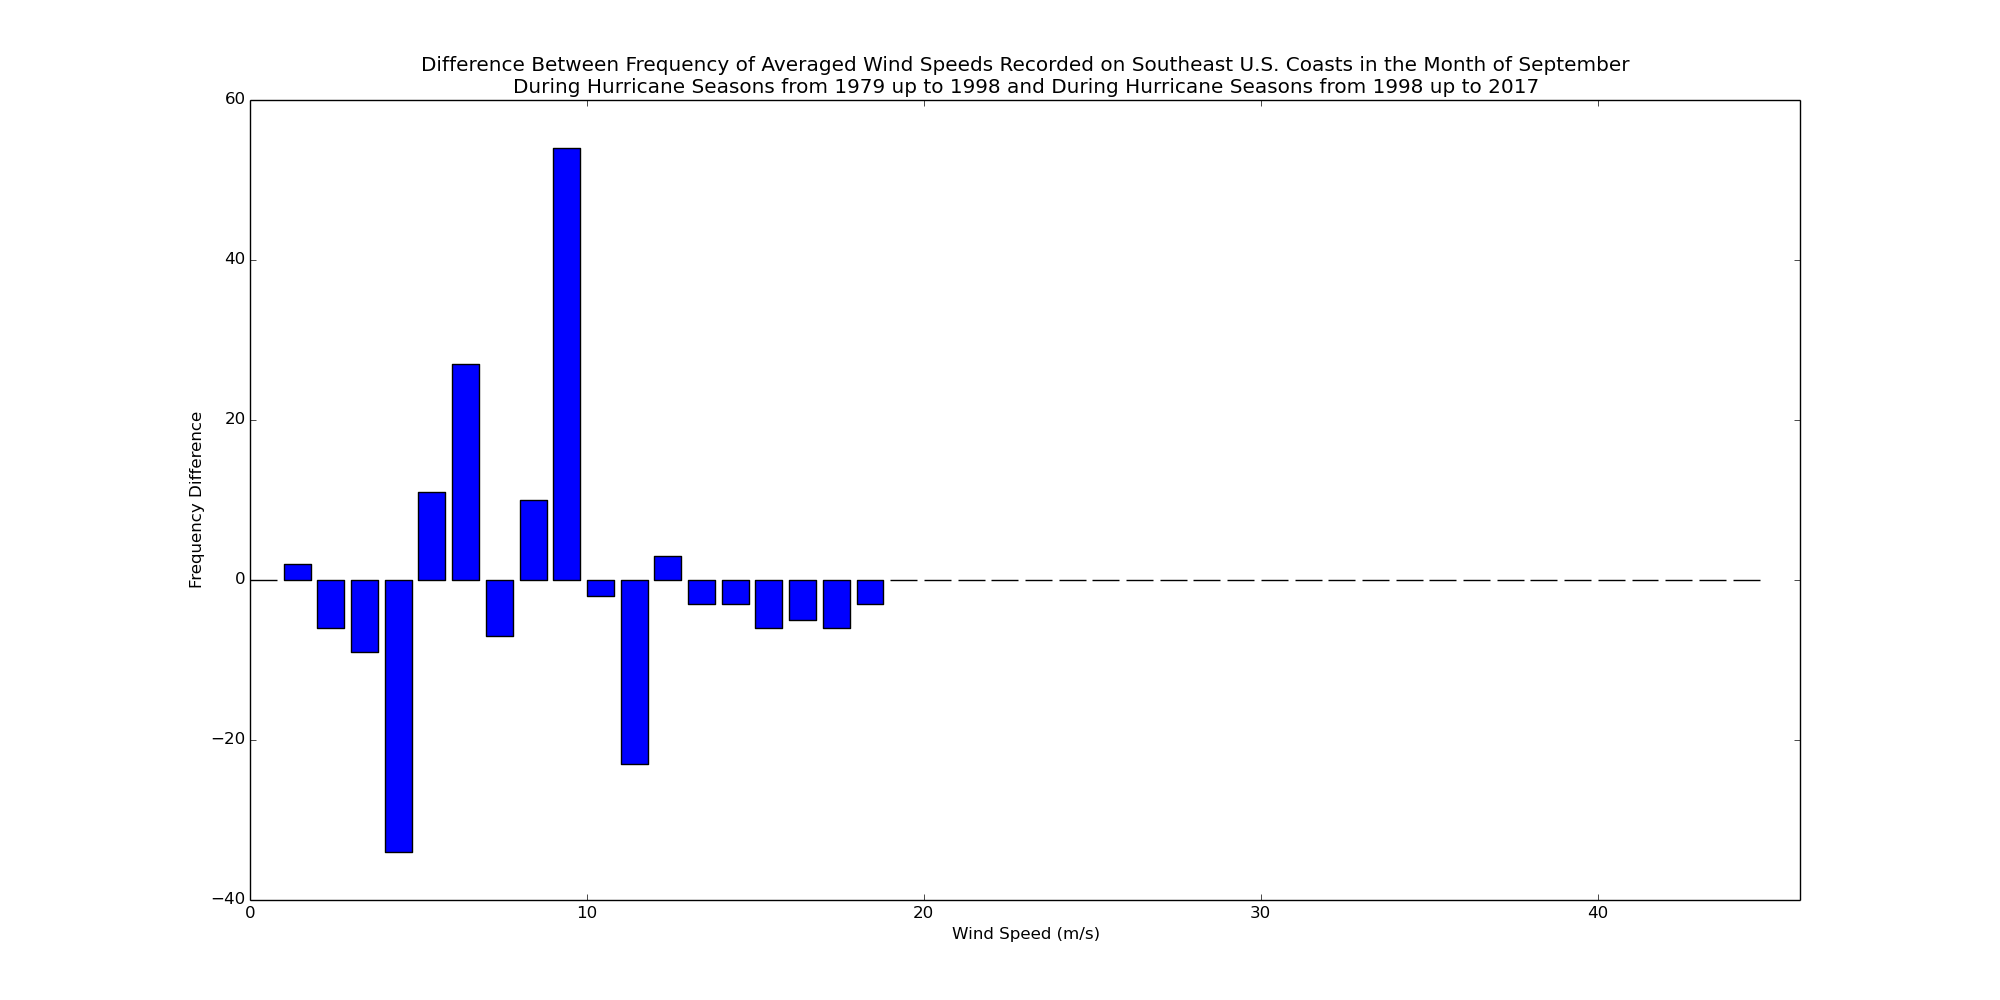 Difference Between Frequency of Averaged Wind Speeds Recorded on Southeast U.S. Coasts in the Month of September
During Hurricane Seasons from 1979 up to 1998 and During Hurricane Seasons from 1998 up to 2017
60
40
20
0
−20
−40
Frequency Difference
0 10 20 30 40
Wind Speed (m/s)